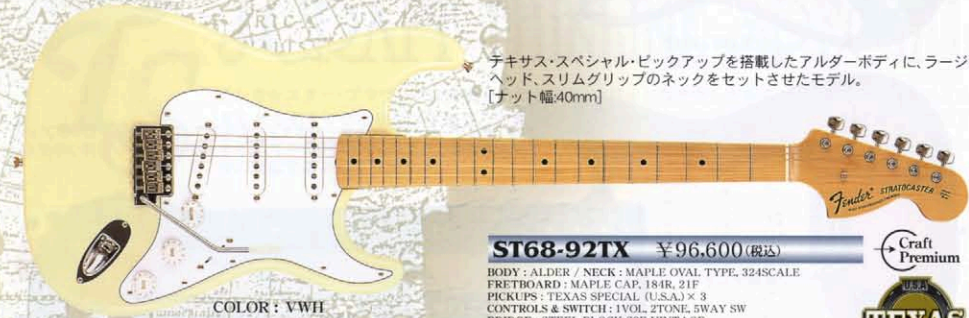 テキサス・スペシャル・ピックアップを搭載したアルダーボディに、ラージ
ヘッド、スリムグリップのネックをセットさせたモデル。
[ナット幅:40mm]
Fender STRATOCASTER
ST68-92TX ¥96,600(税込)
Craft
Premium
BODY : ALDER / NECK : MAPLE OVAL TYPE, 324SCALE
FRETBOARD : MAPLE CAP, 184R, 21F
PICKUPS : TEXAS SPECIAL (U.S.A.) × 3
CONTROLS & SWITCH : 1VOL, 2TONE, 5WAY SW
U.S.A.
TEXAS
COLOR : VWH